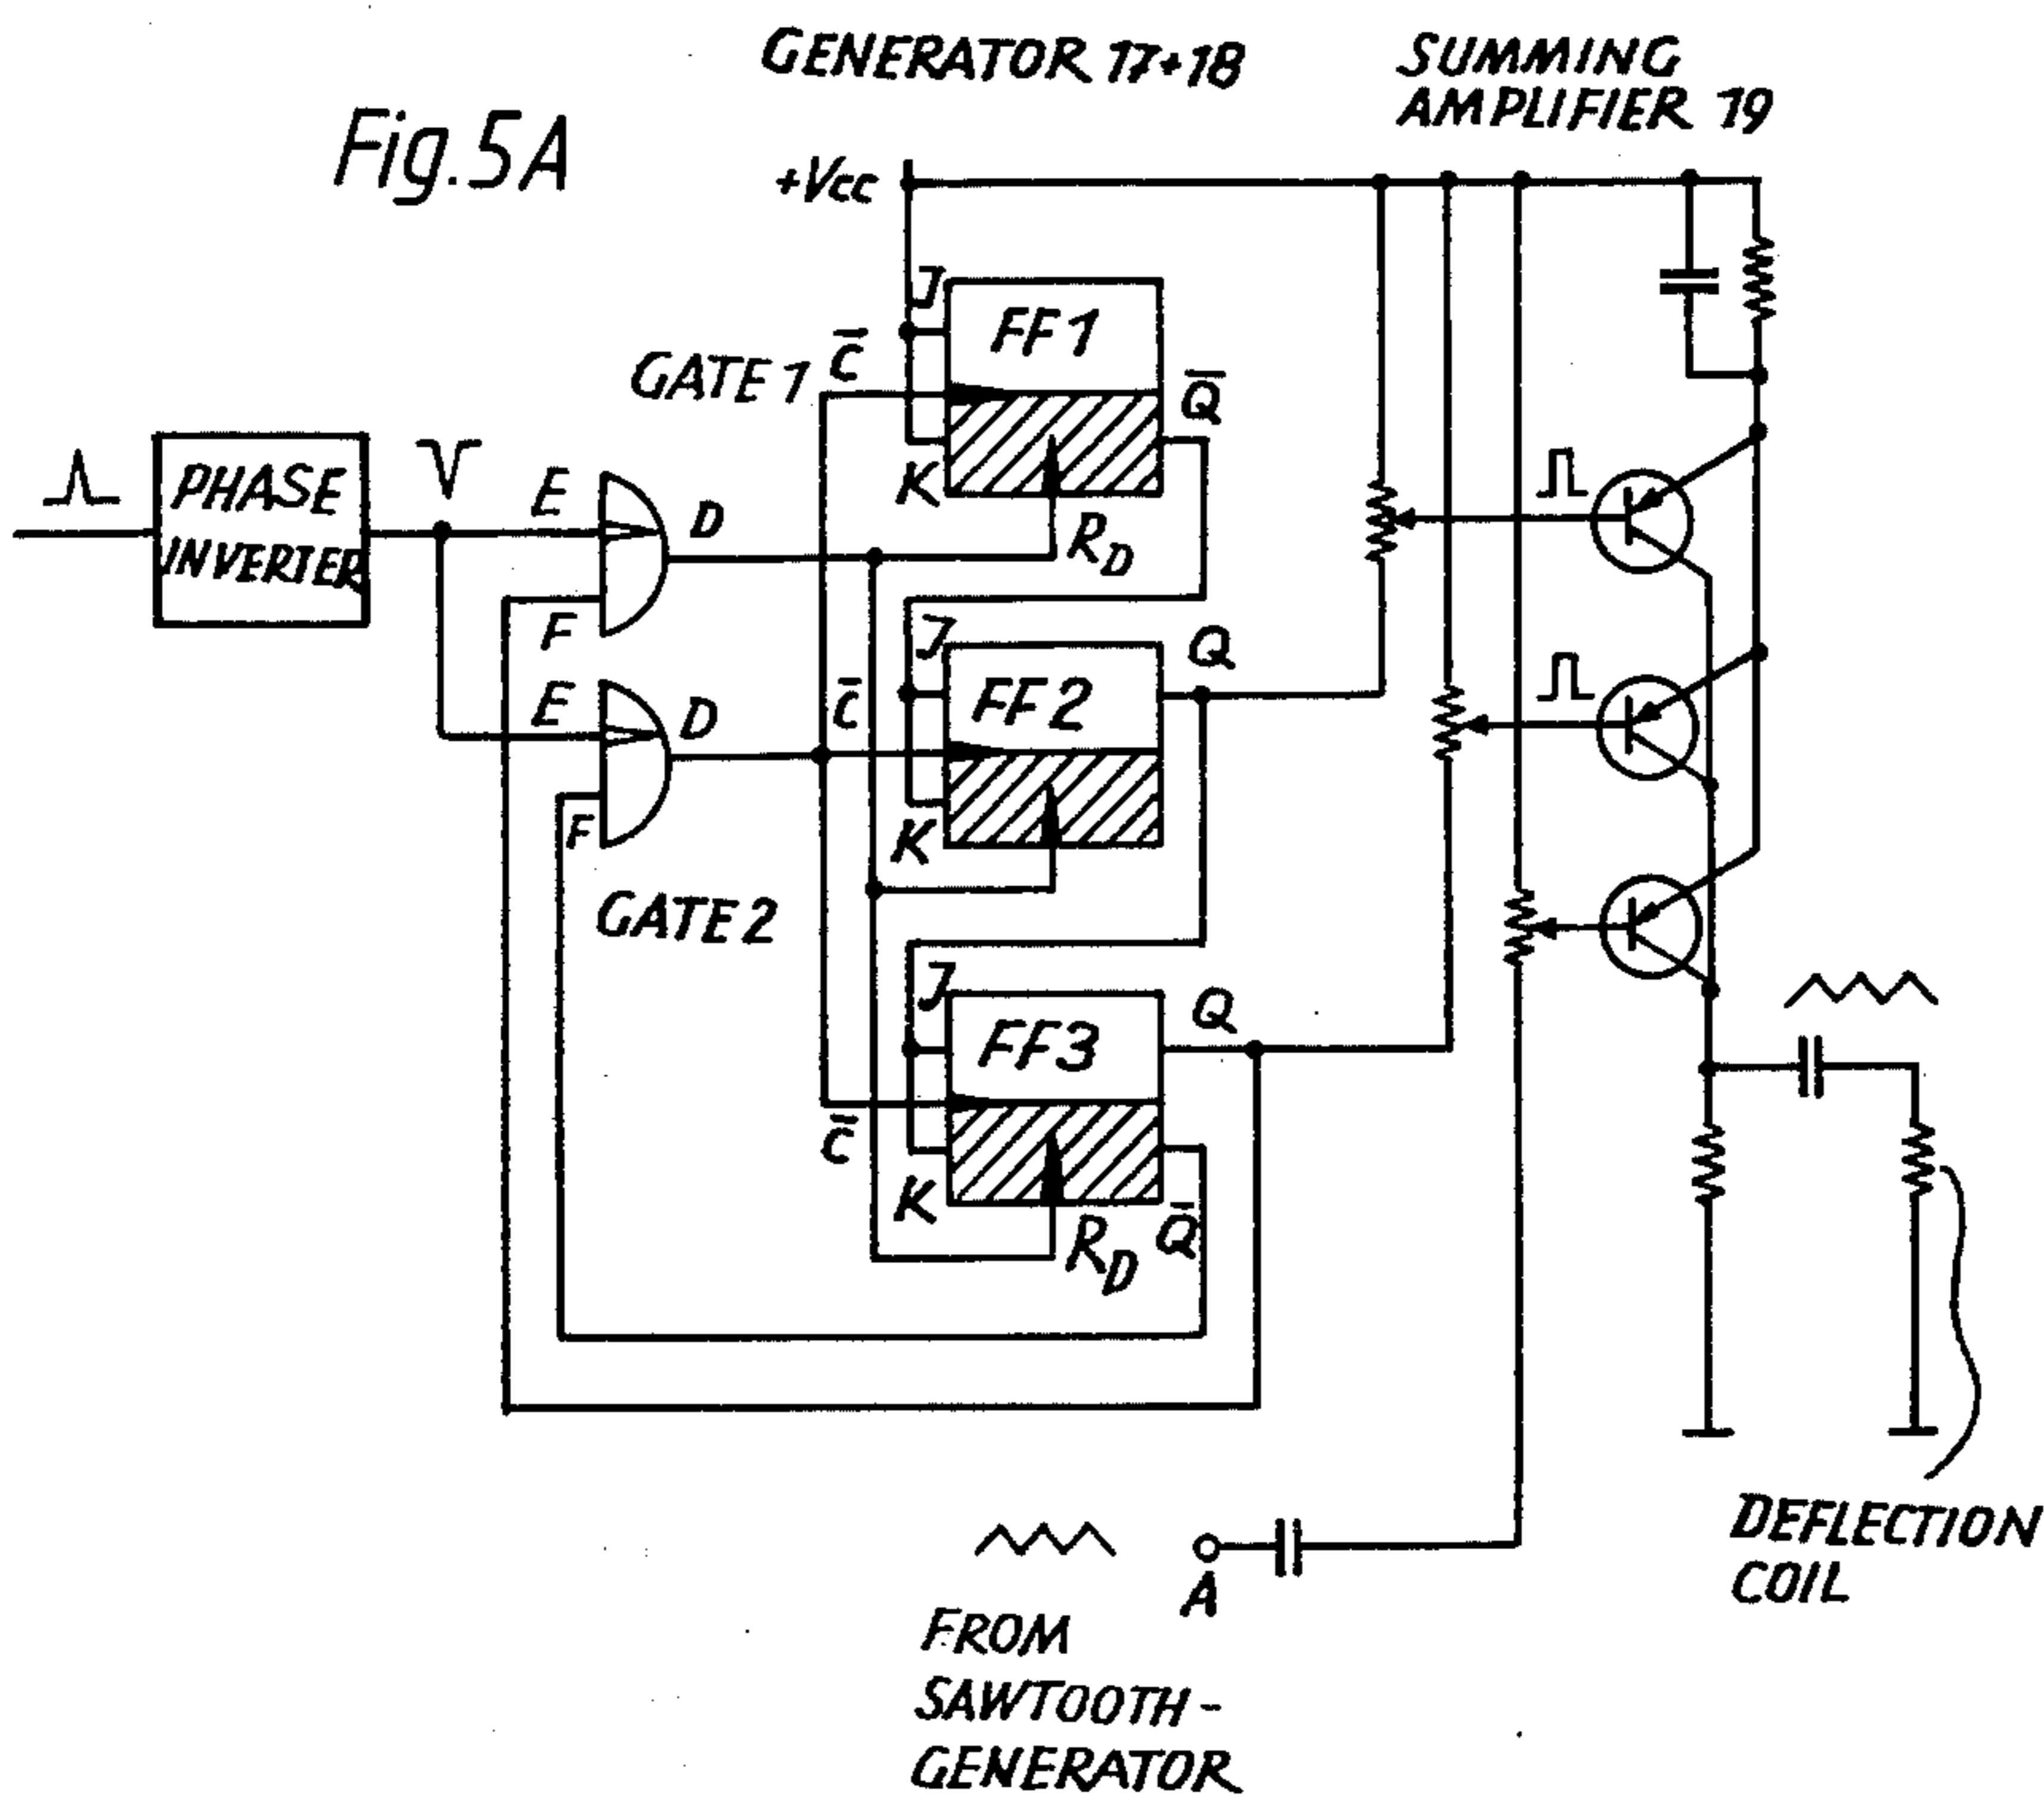 GENERATOR 17+18
SUMMING
AMPLIFIER 19
Fig. 5A
+Vcc
J
FF1
GATE 1
C̅
Q̅
K
PHASE
INVERTER
E
D
R_D
F
J
Q
E
D
C̅
FF2
F
K
GATE 2
J
Q
FF3
C̅
K
R_D
Q̅
A
DEFLECTION
COIL
FROM
SAWTOOTH-
GENERATOR